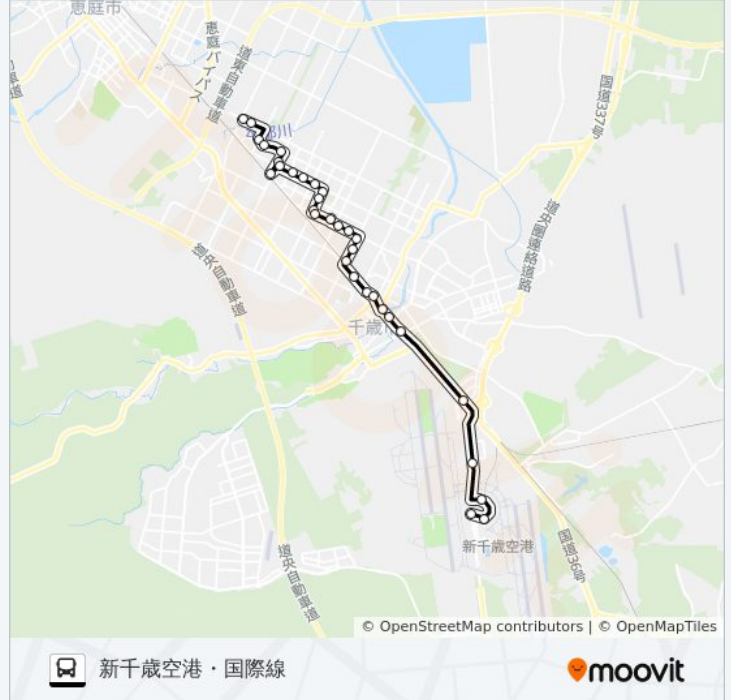 恵庭市
恵庭バイパス
道東自動車道
国道337号
道央圏連絡道路
道央自動車道
千歳
新千歳空港
国道36号
道央自動車道
© OpenStreetMap contributors | © OpenMapTiles
新千歳空港・国際線
moovit